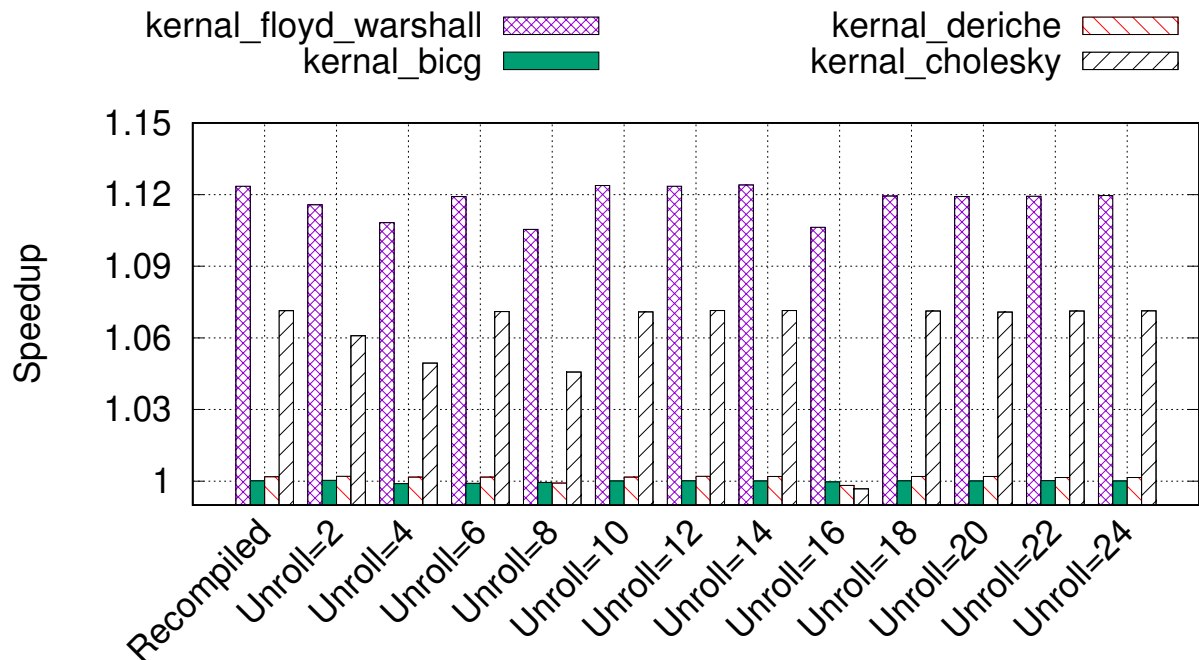 kernal_floyd_warshall
kernal_deriche
kernal_bicg
kernal_cholesky
1.15
1.12
1.09
1.06
1.03
1
Speedup
Recompiled
Unroll=2
Unroll=4
Unroll=6
Unroll=8
Unroll=10
Unroll=12
Unroll=14
Unroll=16
Unroll=18
Unroll=20
Unroll=22
Unroll=24